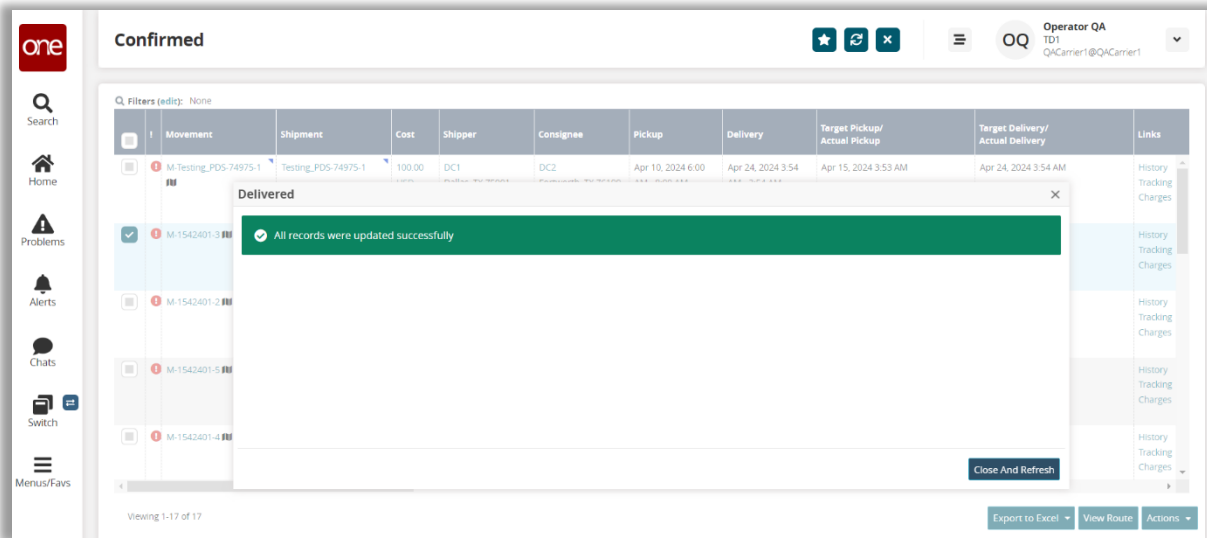 one
Confirmed
OQ
Operator QA
TD1
QACarrier1@QACarrier1
Search
Home
Problems
Alerts
Chats
Switch
Menus/Favs
Filters (edit): None
! Movement Shipment Cost Shipper Consignee Pickup Delivery Target Pickup/ Target Delivery/ Links
Actual Pickup Actual Delivery
M-Testing_PDS-74975-1 Testing_PDS-74975-1 100.00 DC1 DC2 Apr 10, 2024 6:00 Apr 24, 2024 3:54 Apr 15, 2024 3:53 AM Apr 24, 2024 3:54 AM History
Tracking
Charges
Delivered
All records were updated successfully
M-1542401-3 History
Tracking
Charges
M-1542401-2 History
Tracking
Charges
M-1542401-5 History
Tracking
Charges
M-1542401-4 History
Tracking
Charges
Close And Refresh
Viewing 1-17 of 17
Export to Excel View Route Actions